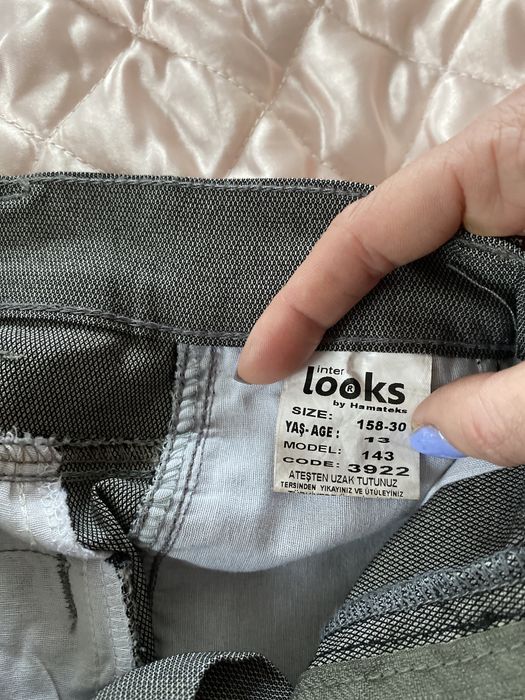 inter
looks
by Hamateks
SIZE: 158-30
YAŞ- AGE : 13
MODEL: 143
CODE: 3922
ATEŞTEN UZAK TUTUNUZ
TERSİNDEN YIKAYINIZ VE ÜTÜLEYİNİZ